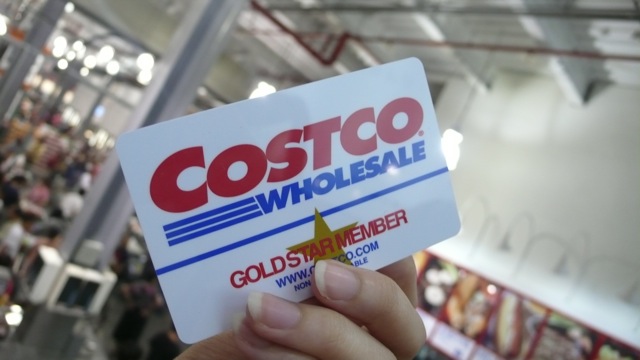 COSTCO
WHOLESALE
GOLD STAR MEMBER
NON